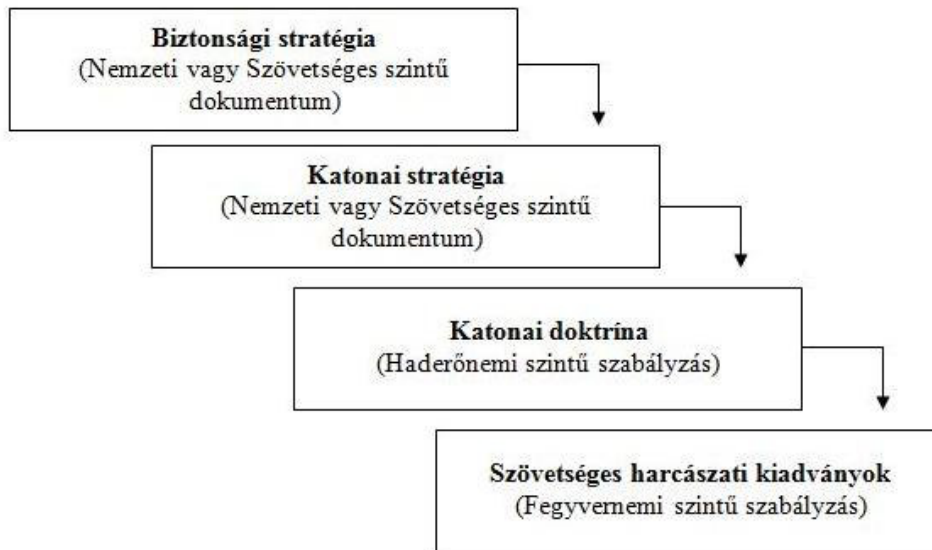 Biztonsági stratégia
(Nemzeti vagy Szövetséges szintű
dokumentum)
Katonai stratégia
(Nemzeti vagy Szövetséges szintű
dokumentum)
Katonai doktrína
(Haderőnemi szintű szabályzás)
Szövetséges harcászati kiadványok
(Fegyvernemi szintű szabályzás)